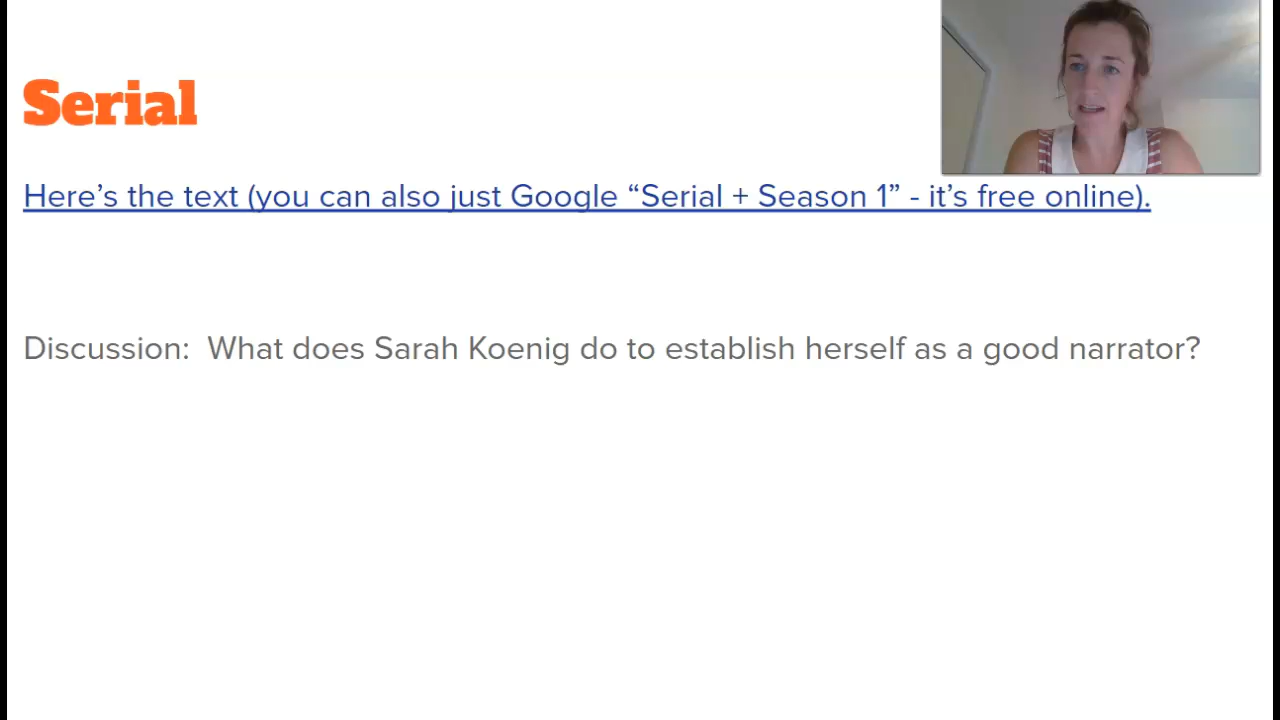 Serial
Here’s the text (you can also just Google “Serial + Season 1” - it’s free online).
Discussion:  What does Sarah Koenig do to establish herself as a good narrator?